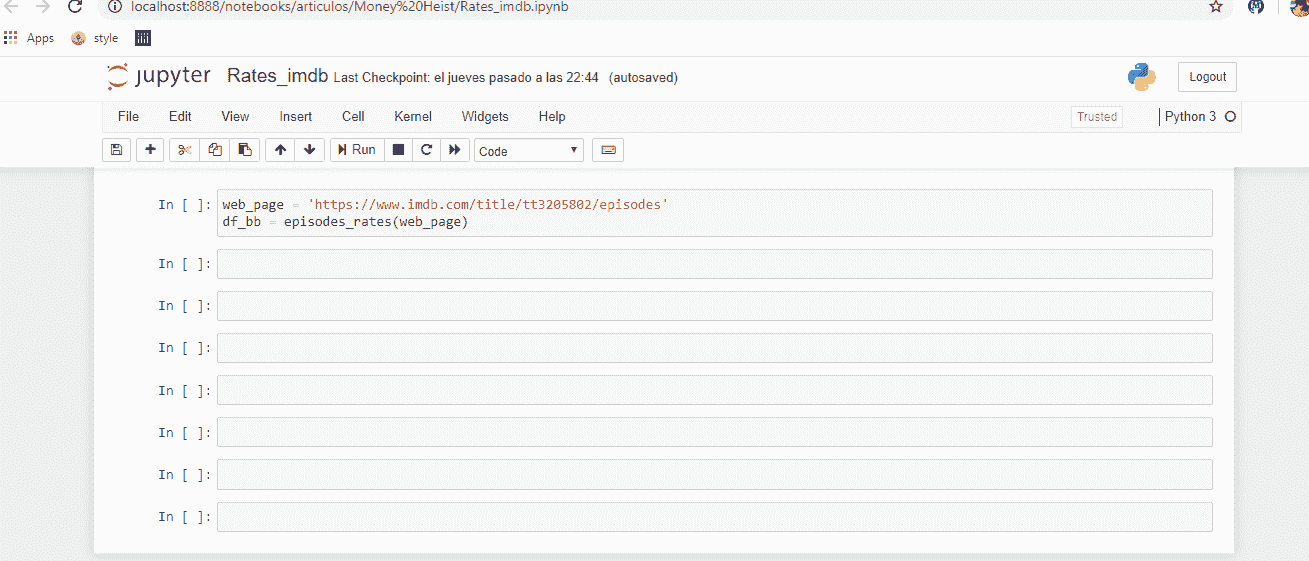 localhost:8888/notebooks/articulos/Money%20Heist/Rates_imdb.ipynb
Apps style
jupyter Rates_imdb Last Checkpoint: el jueves pasado a las 22:44 (autosaved)
Logout
File Edit View Insert Cell Kernel Widgets Help
Trusted
Python 3
Run
Code
In [ ]: web_page = 'https://www.imdb.com/title/tt3205802/episodes'
df_bb = episodes_rates(web_page)
In [ ]:
In [ ]:
In [ ]:
In [ ]:
In [ ]:
In [ ]:
In [ ]: